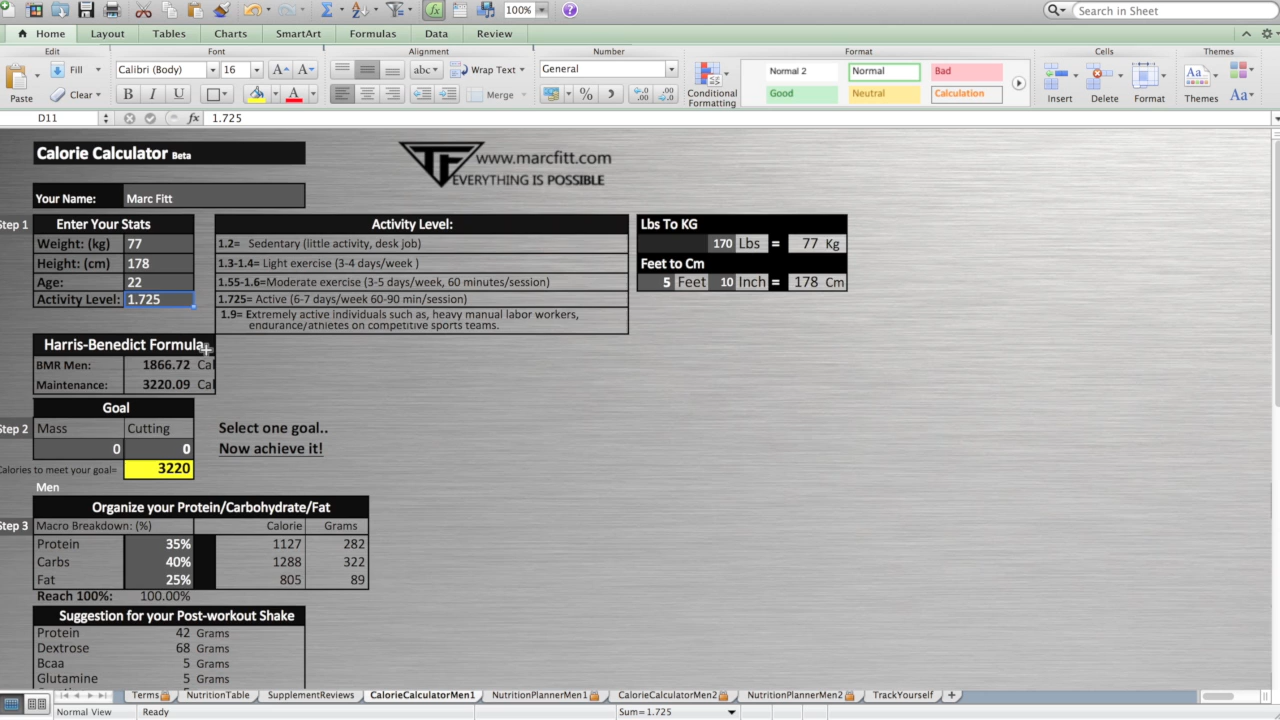 100%
Search in Sheet
Home Layout Tables Charts SmartArt Formulas Data Review
Edit Font Alignment Number Format Cells Themes
Fill Calibri (Body) 16 A A abc Wrap Text General Normal 2 Normal Bad
Paste Clear B I U A Merge % Conditional Formatting Good Neutral Calculation Insert Delete Format Themes Aa
D11 fx 1.725
Calorie Calculator Beta
www.marcfitt.com
EVERYTHING IS POSSIBLE
Your Name: Marc Fitt
Step 1 Enter Your Stats Activity Level: Lbs To KG
Weight: (kg) 77 1.2= Sedentary (little activity, desk job) 170 Lbs = 77 Kg
Height: (cm) 178 1.3-1.4= Light exercise (3-4 days/week ) Feet to Cm
Age: 22 1.55-1.6=Moderate exercise (3-5 days/week, 60 minutes/session) 5 Feet 10 Inch = 178 Cm
Activity Level: 1.725 1.725= Active (6-7 days/week 60-90 min/session)
1.9= Extremely active individuals such as, heavy manual labor workers,
endurance/athletes on competitive sports teams.
Harris-Benedict Formula
BMR Men: 1866.72 Cal
Maintenance: 3220.09 Cal
Goal
Step 2 Mass Cutting Select one goal..
0 0 Now achieve it!
Calories to meet your goal= 3220
Men
Organize your Protein/Carbohydrate/Fat
Step 3 Macro Breakdown: (%) Calorie Grams
Protein 35% 1127 282
Carbs 40% 1288 322
Fat 25% 805 89
Reach 100%: 100.00%
Suggestion for your Post-workout Shake
Protein 42 Grams
Dextrose 68 Grams
Bcaa 5 Grams
Glutamine 5 Grams
Terms NutritionTable SupplementReviews CalorieCalculatorMen1 NutritionPlannerMen1 CalorieCalculatorMen2 NutritionPlannerMen2 TrackYourself
Normal View Ready Sum=1.725